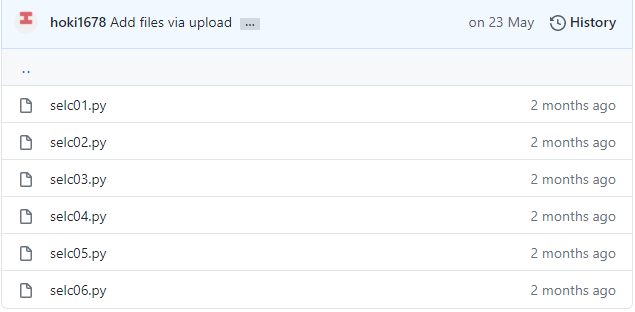 hoki1678 Add files via upload ... on 23 May History
..
selc01.py 2 months ago
selc02.py 2 months ago
selc03.py 2 months ago
selc04.py 2 months ago
selc05.py 2 months ago
selc06.py 2 months ago